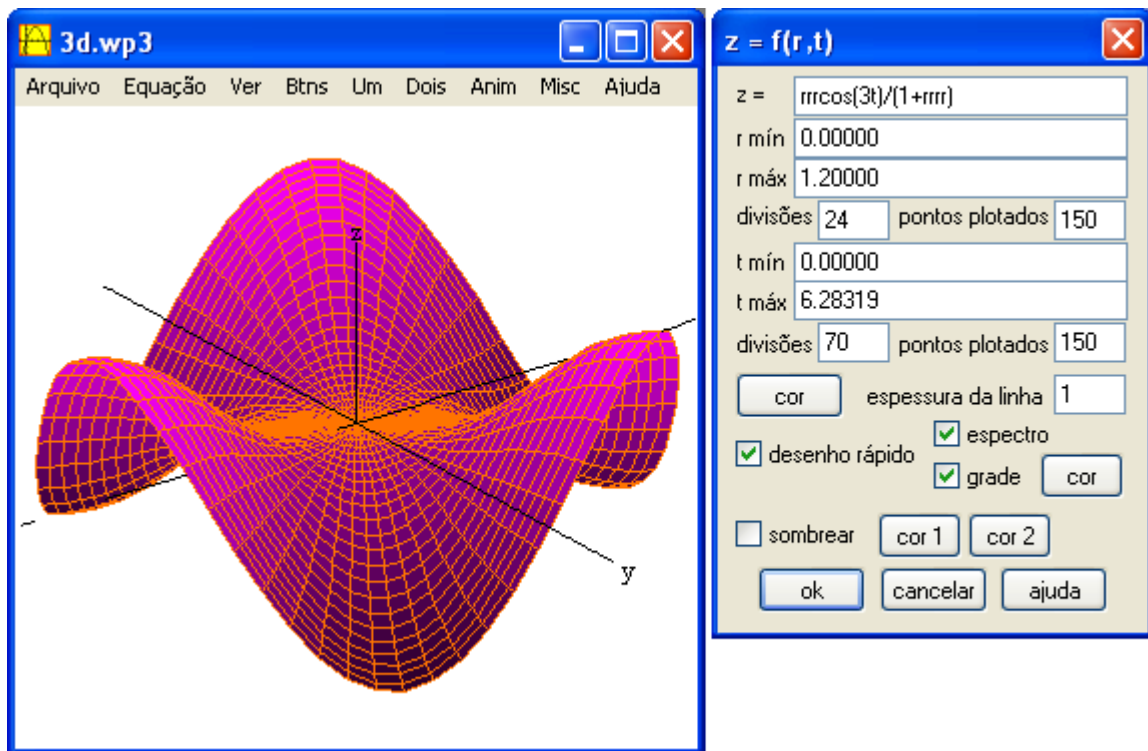 3d.wp3
Arquivo Equação Ver Btns Um Dois Anim Misc Ajuda
z
y
z = f(r ,t)
z = rrrcos(3t)/(1+rrrr)
r mín 0.00000
r máx 1.20000
divisões 24 pontos plotados 150
t mín 0.00000
t máx 6.28319
divisões 70 pontos plotados 150
cor espessura da linha 1
espectro
desenho rápido
grade cor
sombrear cor 1 cor 2
ok cancelar ajuda